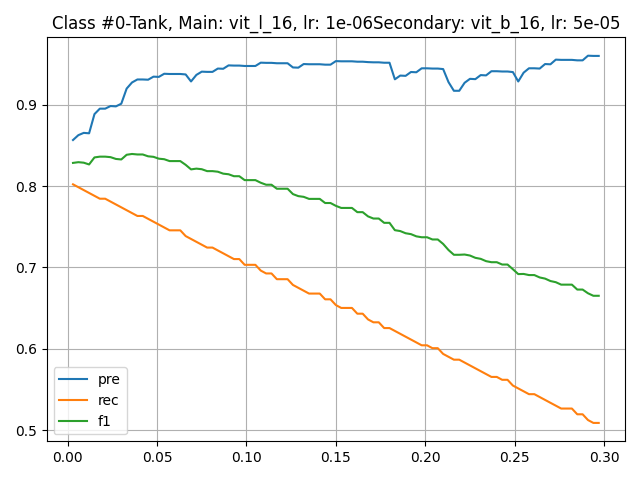 Class #0-Tank, Main: vit_l_16, lr: 1e-06Secondary: vit_b_16, lr: 5e-05
0.9
0.8
0.7
0.6
0.5
pre
rec
f1
0.00 0.05 0.10 0.15 0.20 0.25 0.30